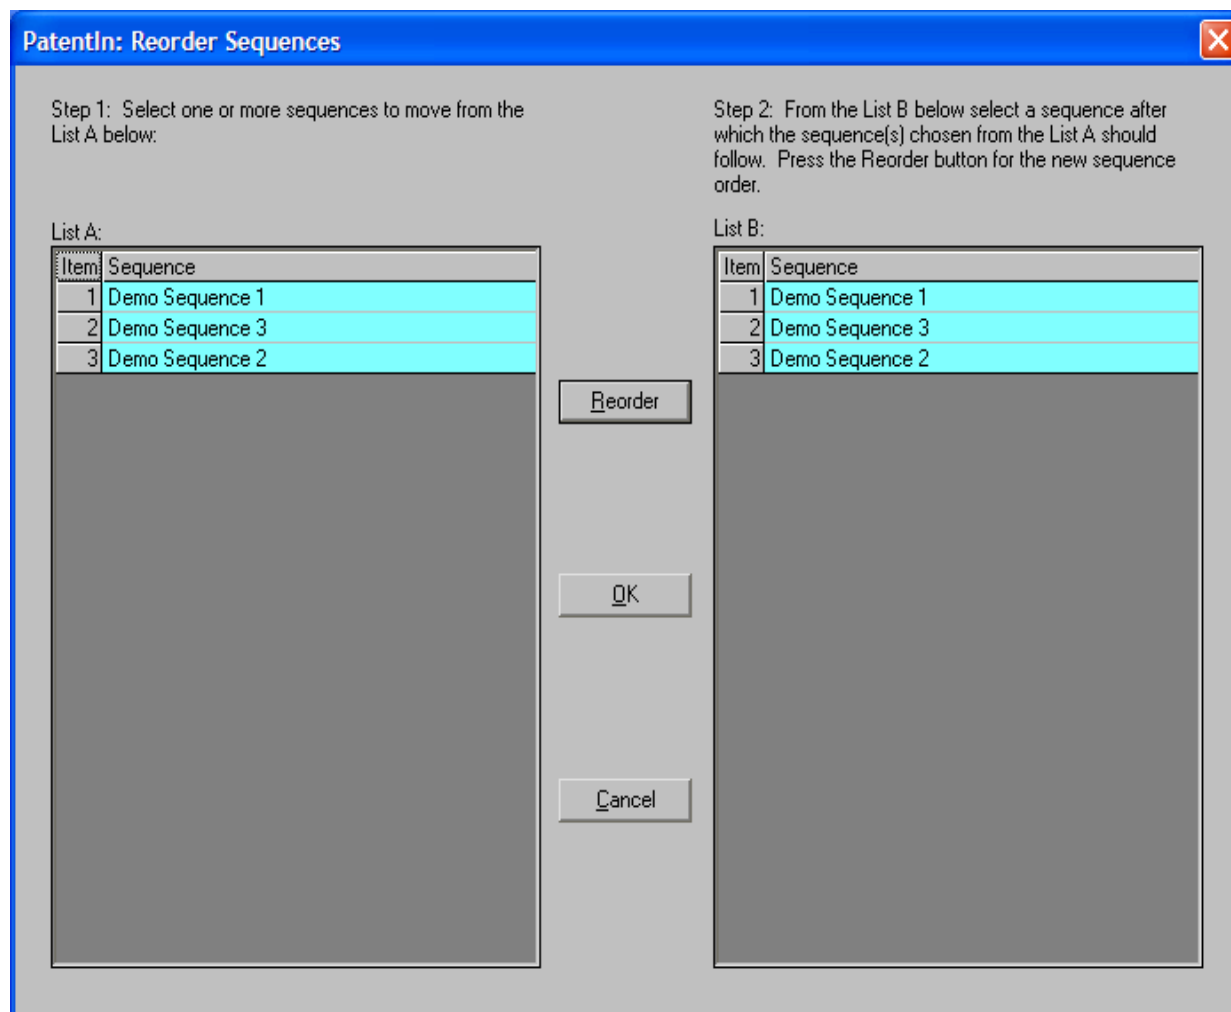 PatentIn: Reorder Sequences
Step 1:  Select one or more sequences to move from the
List A below:
Step 2:  From the List B below select a sequence after
which the sequence(s) chosen from the List A should
follow.  Press the Reorder button for the new sequence
order.
List A:
Item Sequence
1 Demo Sequence 1
2 Demo Sequence 3
3 Demo Sequence 2
Reorder
OK
Cancel
List B:
Item Sequence
1 Demo Sequence 1
2 Demo Sequence 3
3 Demo Sequence 2